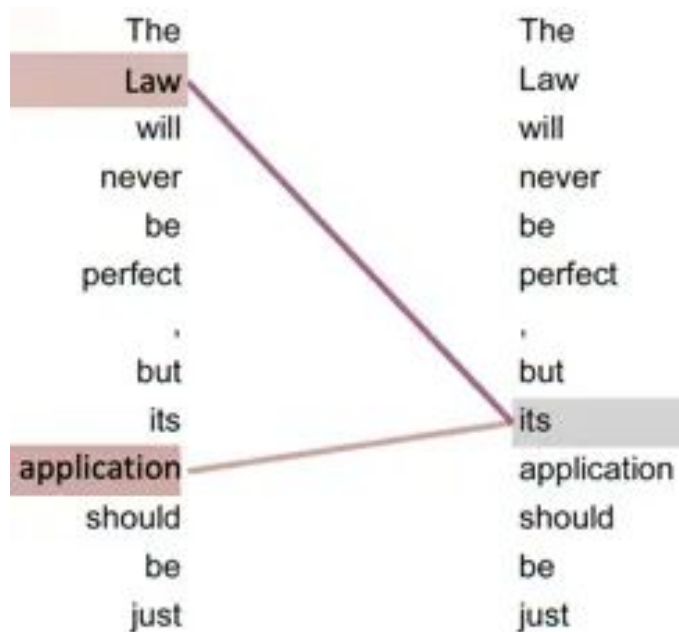 The The
Law Law
will will
never never
be be
perfect perfect
, ,
but but
its its
application application
should should
be be
just just